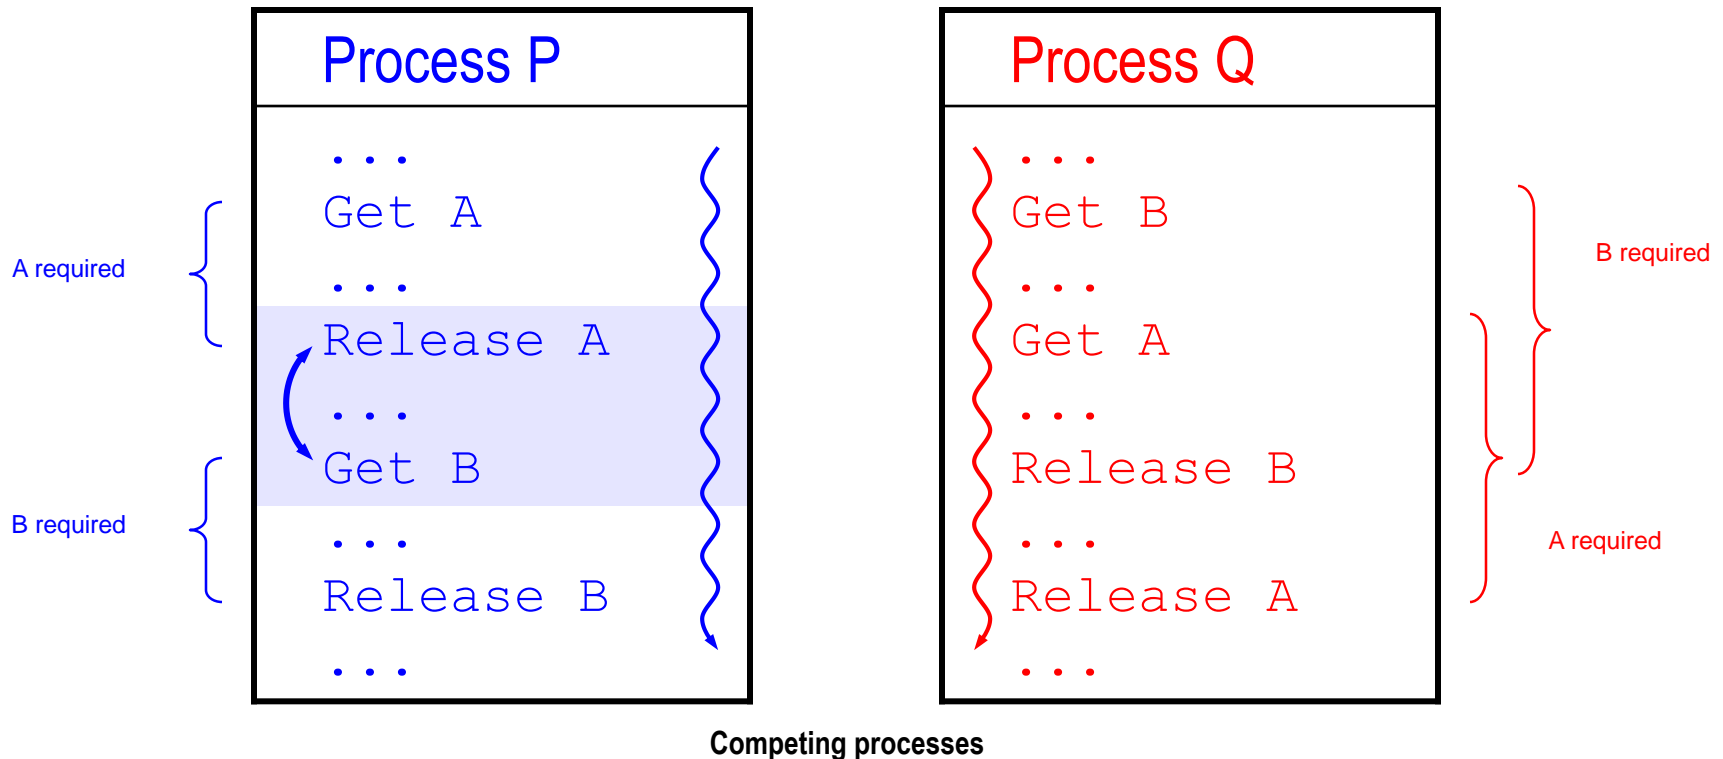 Process P
...
Get A
...
Release A
...
Get B
...
Release B
...
A required
B required
Process Q
...
Get B
...
Get A
...
Release B
...
Release A
...
B required
A required
Competing processes